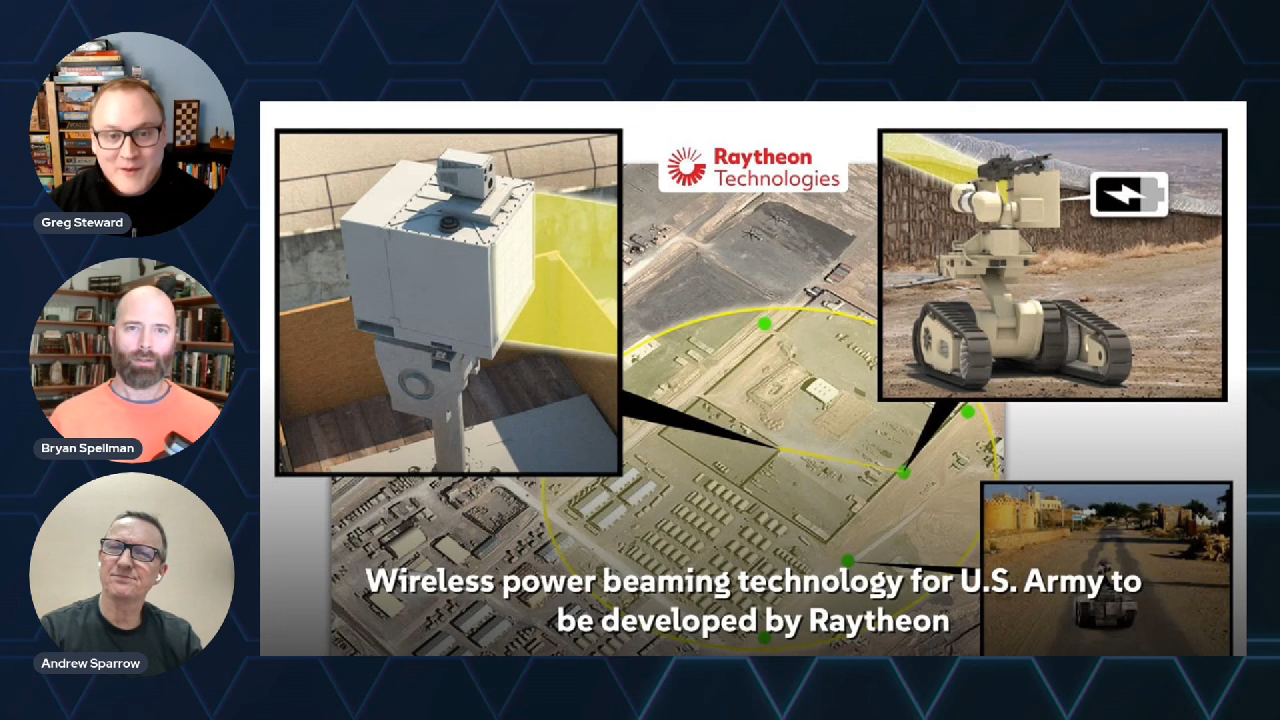 Greg Steward
Bryan Spellman
Andrew Sparrow
Raytheon
Technologies
Wireless power beaming technology for U.S. Army to
be developed by Raytheon